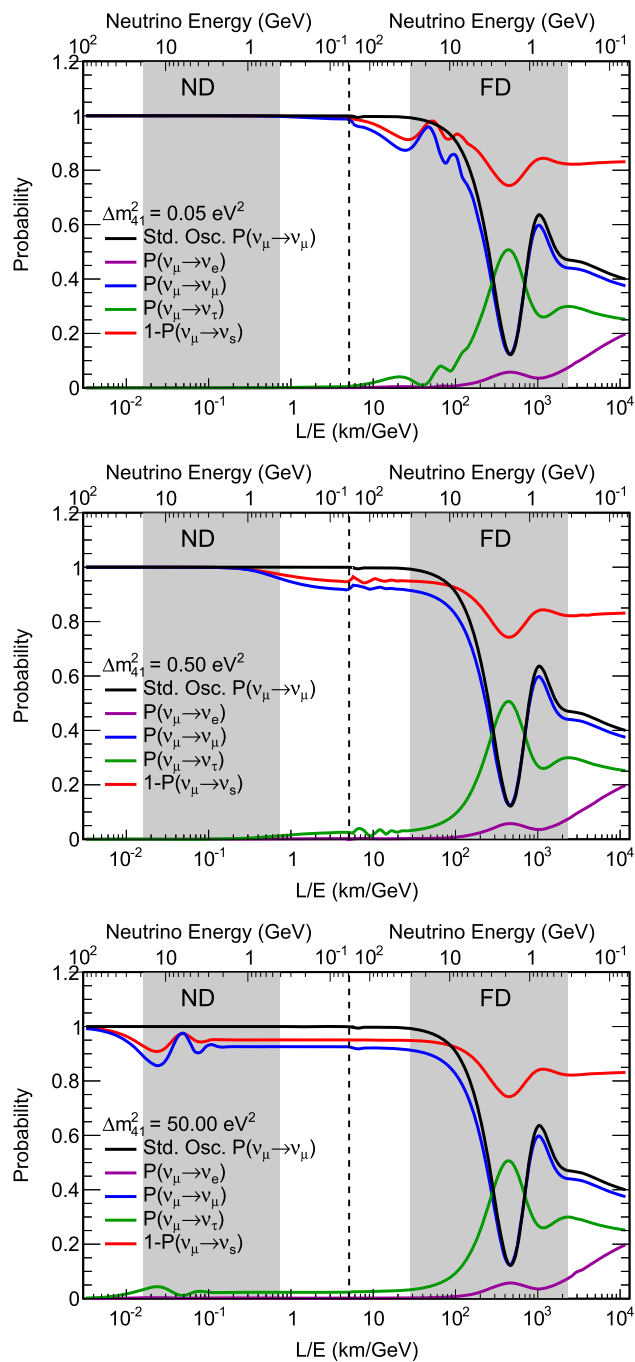 Neutrino Energy (GeV) Neutrino Energy (GeV)
10² 10 1 10⁻¹ 10² 10 1 10⁻¹
ND FD
Probability
1.2
1
0.8
0.6
0.4
0.2
0
Δm²₄₁ = 0.05 eV²
Std. Osc. P(νμ→νμ)
P(νμ→νe)
P(νμ→νμ)
P(νμ→ντ)
1-P(νμ→νs)
10⁻² 10⁻¹ 1 10 10² 10³ 10⁴
L/E (km/GeV) L/E (km/GeV)
Neutrino Energy (GeV) Neutrino Energy (GeV)
10² 10 1 10⁻¹ 10² 10 1 10⁻¹
ND FD
Probability
1.2
1
0.8
0.6
0.4
0.2
0
Δm²₄₁ = 0.50 eV²
Std. Osc. P(νμ→νμ)
P(νμ→νe)
P(νμ→νμ)
P(νμ→ντ)
1-P(νμ→νs)
10⁻² 10⁻¹ 1 10 10² 10³ 10⁴
L/E (km/GeV) L/E (km/GeV)
Neutrino Energy (GeV) Neutrino Energy (GeV)
10² 10 1 10⁻¹ 10² 10 1 10⁻¹
ND FD
Probability
1.2
1
0.8
0.6
0.4
0.2
0
Δm²₄₁ = 50.00 eV²
Std. Osc. P(νμ→νμ)
P(νμ→νe)
P(νμ→νμ)
P(νμ→ντ)
1-P(νμ→νs)
10⁻² 10⁻¹ 1 10 10² 10³ 10⁴
L/E (km/GeV) L/E (km/GeV)